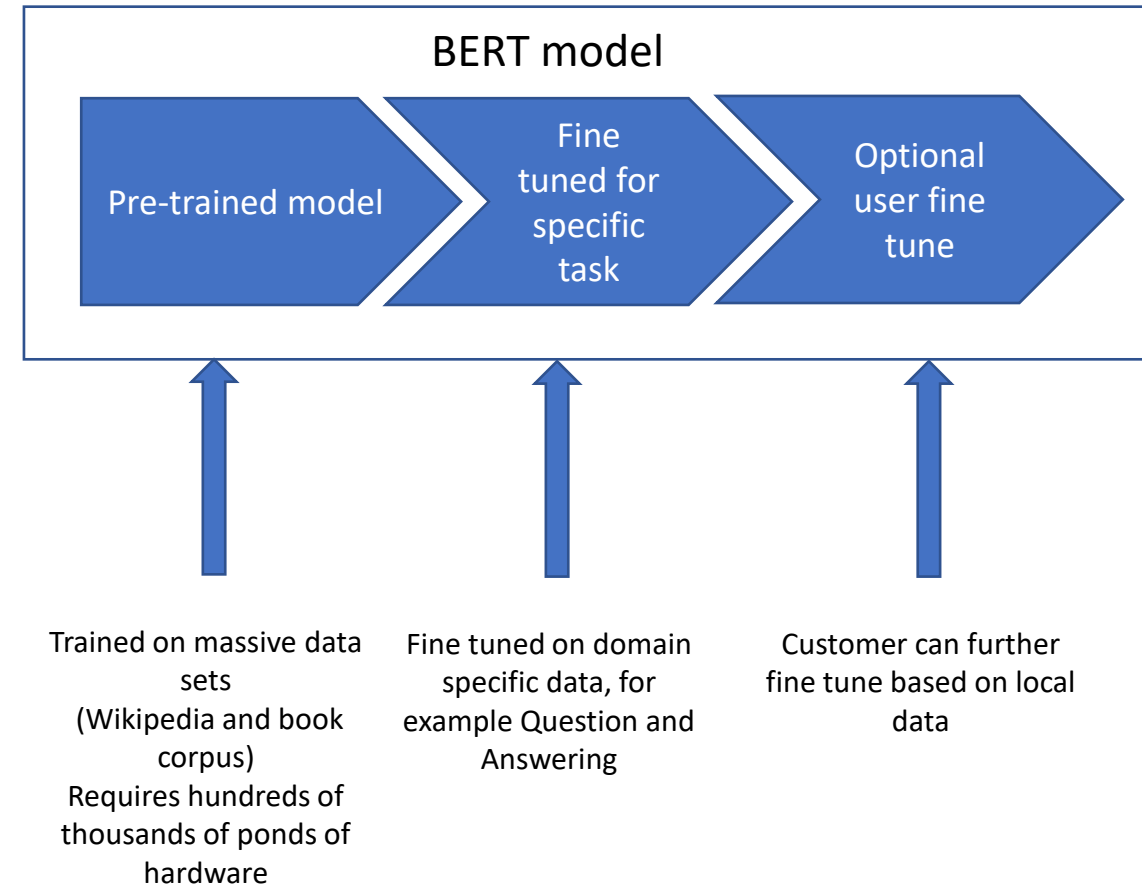 BERT model
Pre-trained model
Fine
tuned for
specific
task
Optional
user fine
tune
Trained on massive data
sets
(Wikipedia and book
corpus)
Requires hundreds of
thousands of ponds of
hardware
Fine tuned on domain
specific data, for
example Question and
Answering
Customer can further
fine tune based on local
data